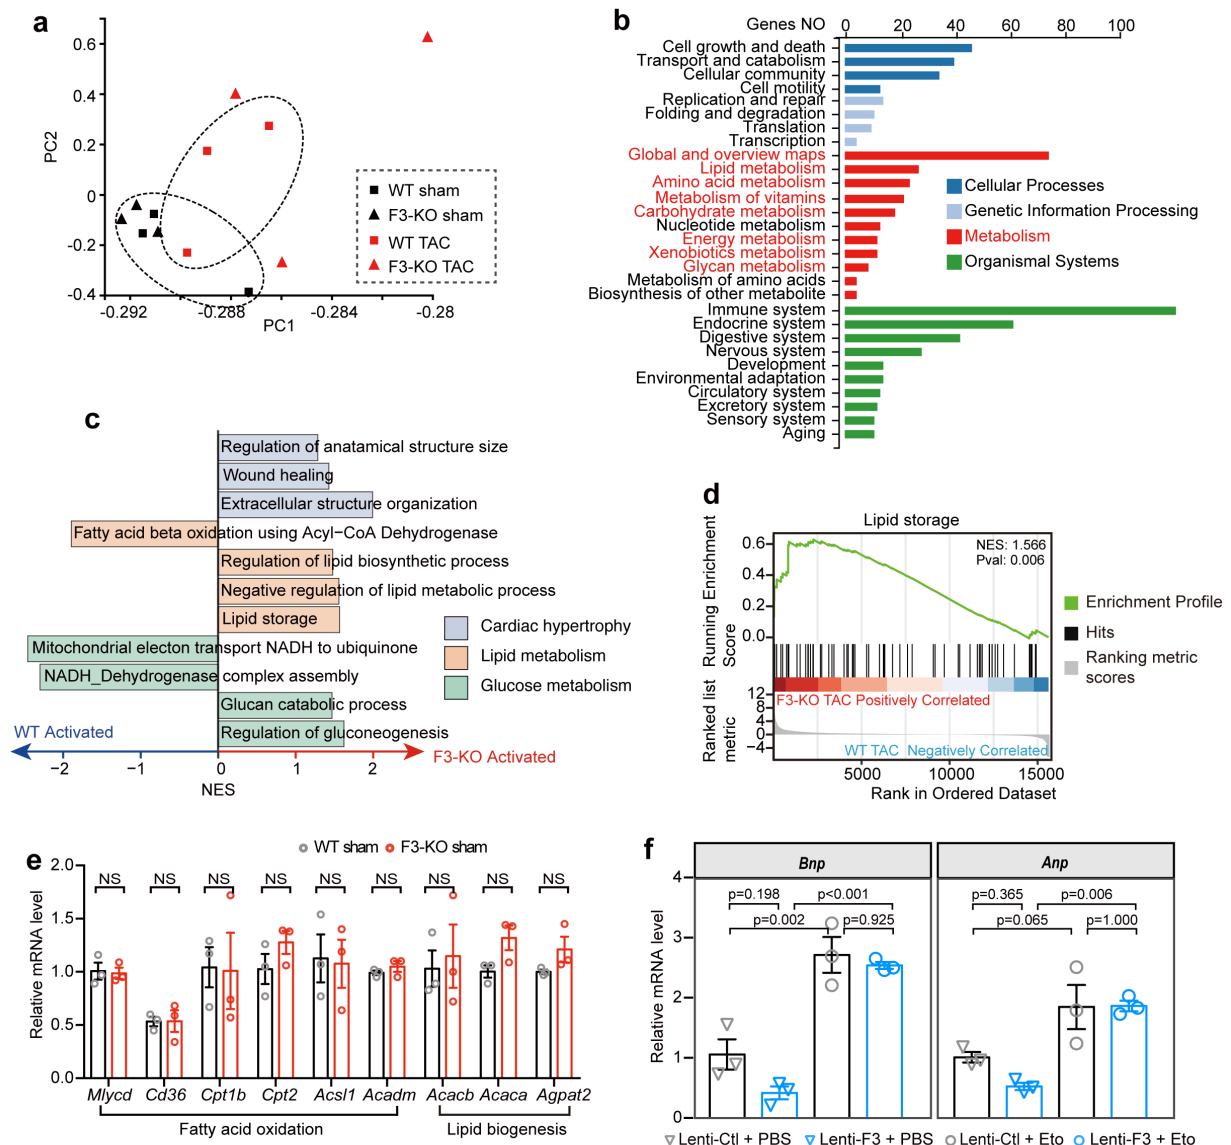 a
0.6
0.4
0.2
0
-0.2
-0.4
PC2
-0.292
-0.288
-0.284
-0.28
PC1
WT sham
F3-KO sham
WT TAC
F3-KO TAC
b
Genes NO
0
20
40
60
80
100
Cell growth and death
Transport and catabolism
Cellular community
Cell motility
Replication and repair
Folding and degradation
Translation
Transcription
Global and overview maps
Lipid metabolism
Amino acid metabolism
Metabolism of vitamins
Carbohydrate metabolism
Nucleotide metabolism
Energy metabolism
Xenobiotics metabolism
Glycan metabolism
Metabolism of amino acids
Biosynthesis of other metabolite
Immune system
Endocrine system
Digestive system
Nervous system
Development
Environmental adaptation
Circulatory system
Excretory system
Sensory system
Aging
Cellular Processes
Genetic Information Processing
Metabolism
Organismal Systems
c
Regulation of anatamical structure size
Wound healing
Extracellular structure organization
Fatty acid beta oxidation using Acyl−CoA Dehydrogenase
Regulation of lipid biosynthetic process
Negative regulation of lipid metabolic process
Lipid storage
Mitochondrial electon transport NADH to ubiquinone
NADH_Dehydrogenase complex assembly
Glucan catabolic process
Regulation of gluconeogenesis
Cardiac hypertrophy
Lipid metabolism
Glucose metabolism
WT Activated
F3-KO Activated
−2
−1
0
1
2
NES
d
Lipid storage
NES: 1.566
Pval: 0.006
0.6
0.4
0.2
0.0
Running Enrichment
Score
Enrichment Profile
Hits
Ranking metric
scores
12
8
4
0
−4
Ranked list
metric
F3-KO TAC Positively Correlated
WT TAC Negatively Correlated
5000
10000
15000
Rank in Ordered Dataset
e
WT sham
F3-KO sham
2.0
1.5
1.0
0.5
0.0
Relative mRNA level
NS
NS
NS
NS
NS
NS
NS
NS
NS
Mlycd
Cd36
Cpt1b
Cpt2
Acsl1
Acadm
Acacb
Acaca
Agpat2
Fatty acid oxidation
Lipid biogenesis
f
Bnp
Anp
4
3
2
1
0
Relative mRNA level
p=0.198
p<0.001
p=0.002
p=0.925
p=0.365
p=0.006
p=0.065
p=1.000
Lenti-Ctl + PBS
Lenti-F3 + PBS
Lenti-Ctl + Eto
Lenti-F3 + Eto